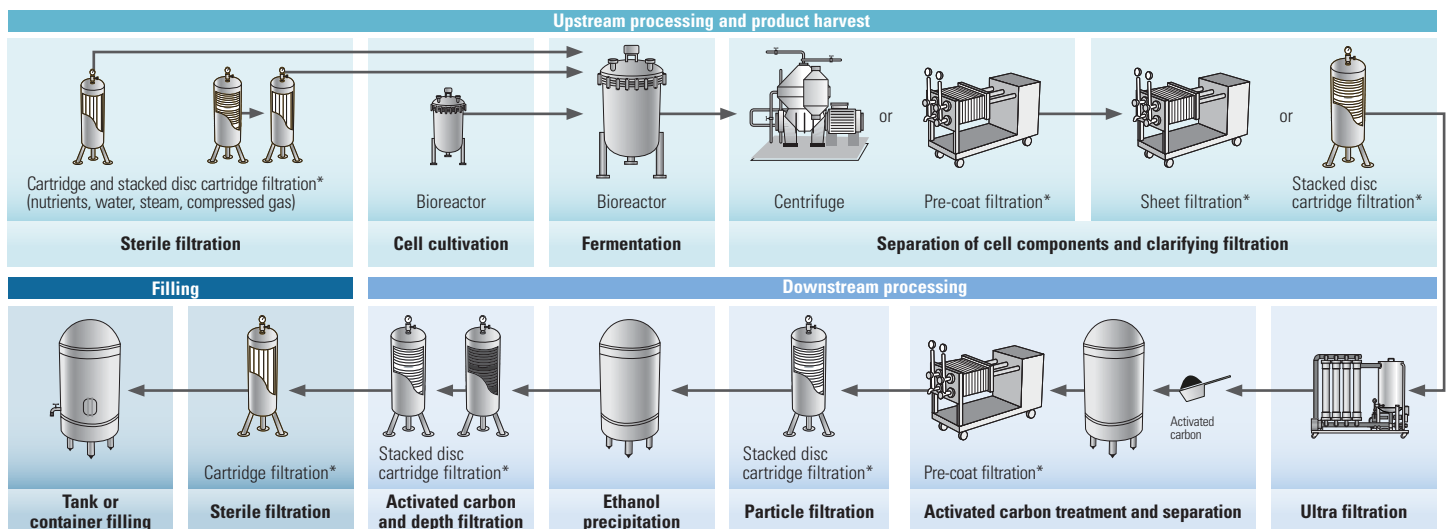 Upstream processing and product harvest
Cartridge and stacked disc cartridge filtration*
(nutrients, water, steam, compressed gas)
Sterile filtration
Bioreactor
Cell cultivation
Bioreactor
Fermentation
Centrifuge
or
Pre-coat filtration*
Sheet filtration*
or
Stacked disc
cartridge filtration*
Separation of cell components and clarifying filtration
Filling
Downstream processing
Tank or
container filling
Cartridge filtration*
Sterile filtration
Stacked disc
cartridge filtration*
Activated carbon
and depth filtration
Ethanol
precipitation
Stacked disc
cartridge filtration*
Particle filtration
Pre-coat filtration*
Activated
carbon
Activated carbon treatment and separation
Ultra filtration